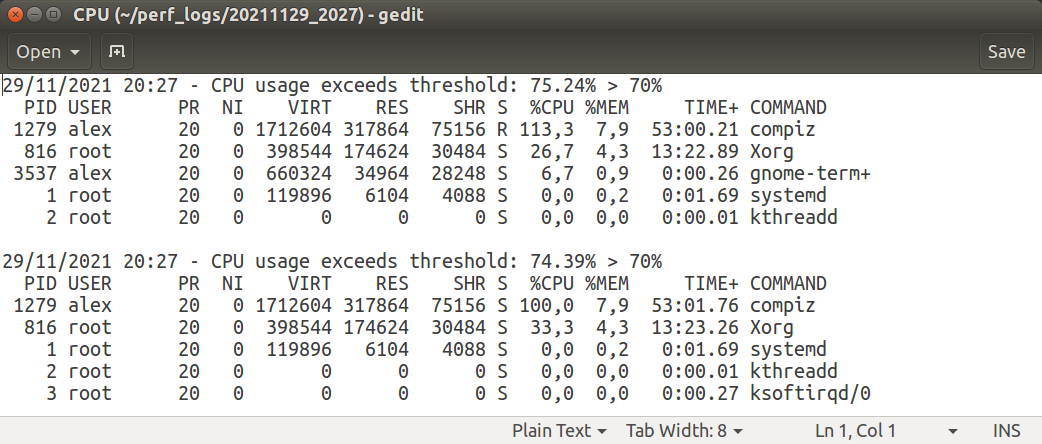 CPU (~/perf_logs/20211129_2027) - gedit
Open Save
29/11/2021 20:27 - CPU usage exceeds threshold: 75.24% > 70%
  PID USER      PR  NI    VIRT    RES    SHR S  %CPU %MEM     TIME+ COMMAND
 1279 alex      20   0 1712604 317864  75156 R 113,3  7,9  53:00.21 compiz
  816 root      20   0  398544 174624  30484 S  26,7  4,3  13:22.89 Xorg
 3537 alex      20   0  660324  34964  28248 S   6,7  0,9   0:00.26 gnome-term+
    1 root      20   0  119896   6104   4088 S   0,0  0,2   0:01.69 systemd
    2 root      20   0       0      0      0 S   0,0  0,0   0:00.01 kthreadd

29/11/2021 20:27 - CPU usage exceeds threshold: 74.39% > 70%
  PID USER      PR  NI    VIRT    RES    SHR S  %CPU %MEM     TIME+ COMMAND
 1279 alex      20   0 1712604 317864  75156 S 100,0  7,9  53:01.76 compiz
  816 root      20   0  398544 174624  30484 S  33,3  4,3  13:23.26 Xorg
    1 root      20   0  119896   6104   4088 S   0,0  0,2   0:01.69 systemd
    2 root      20   0       0      0      0 S   0,0  0,0   0:00.01 kthreadd
    3 root      20   0       0      0      0 S   0,0  0,0   0:00.27 ksoftirqd/0
Plain Text Tab Width: 8 Ln 1, Col 1 INS